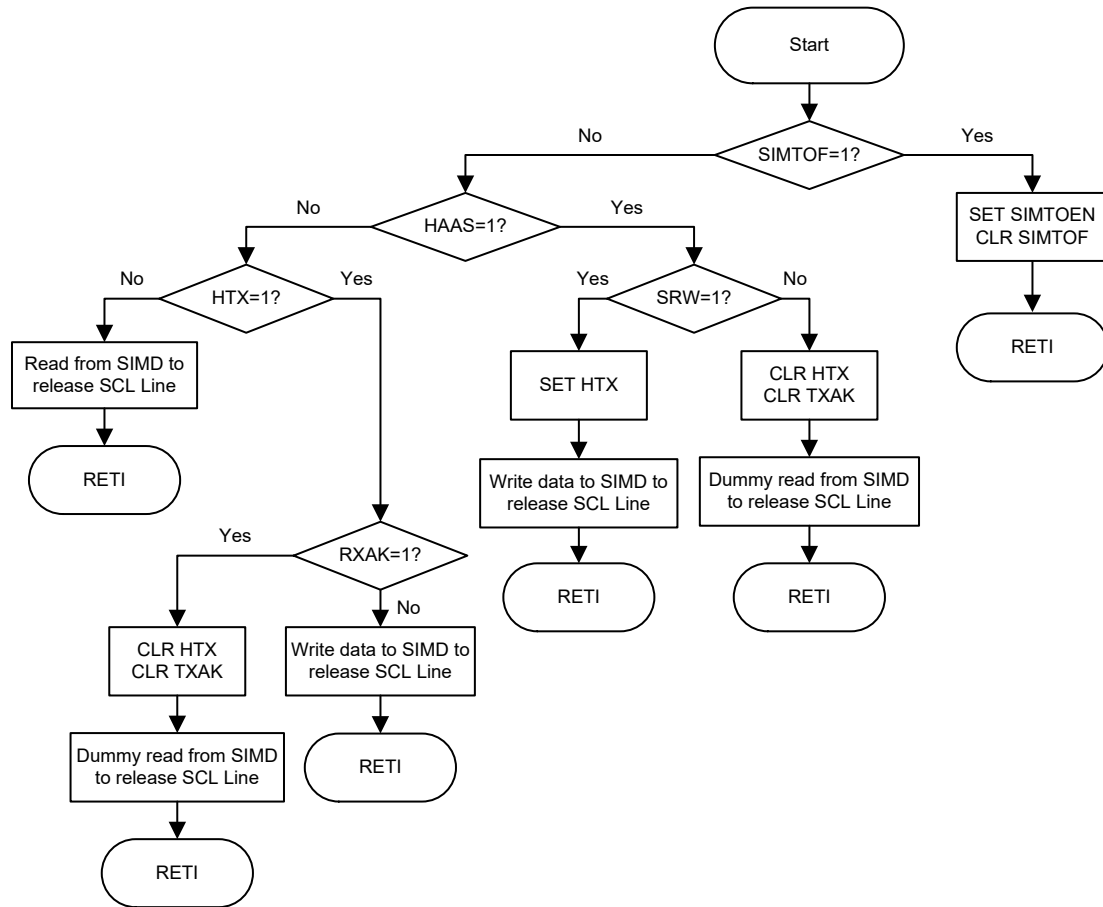 Start
No
Yes
SIMTOF=1?
No
HAAS=1?
Yes
SET SIMTOEN
CLR SIMTOF
No
HTX=1?
Yes
Yes
SRW=1?
No
RETI
Read from SIMD to
release SCL Line
SET HTX
CLR HTX
CLR TXAK
RETI
Write data to SIMD to
release SCL Line
Dummy read from SIMD
to release SCL Line
Yes
RXAK=1?
RETI
RETI
No
CLR HTX
CLR TXAK
Write data to SIMD to
release SCL Line
Dummy read from SIMD
to release SCL Line
RETI
RETI